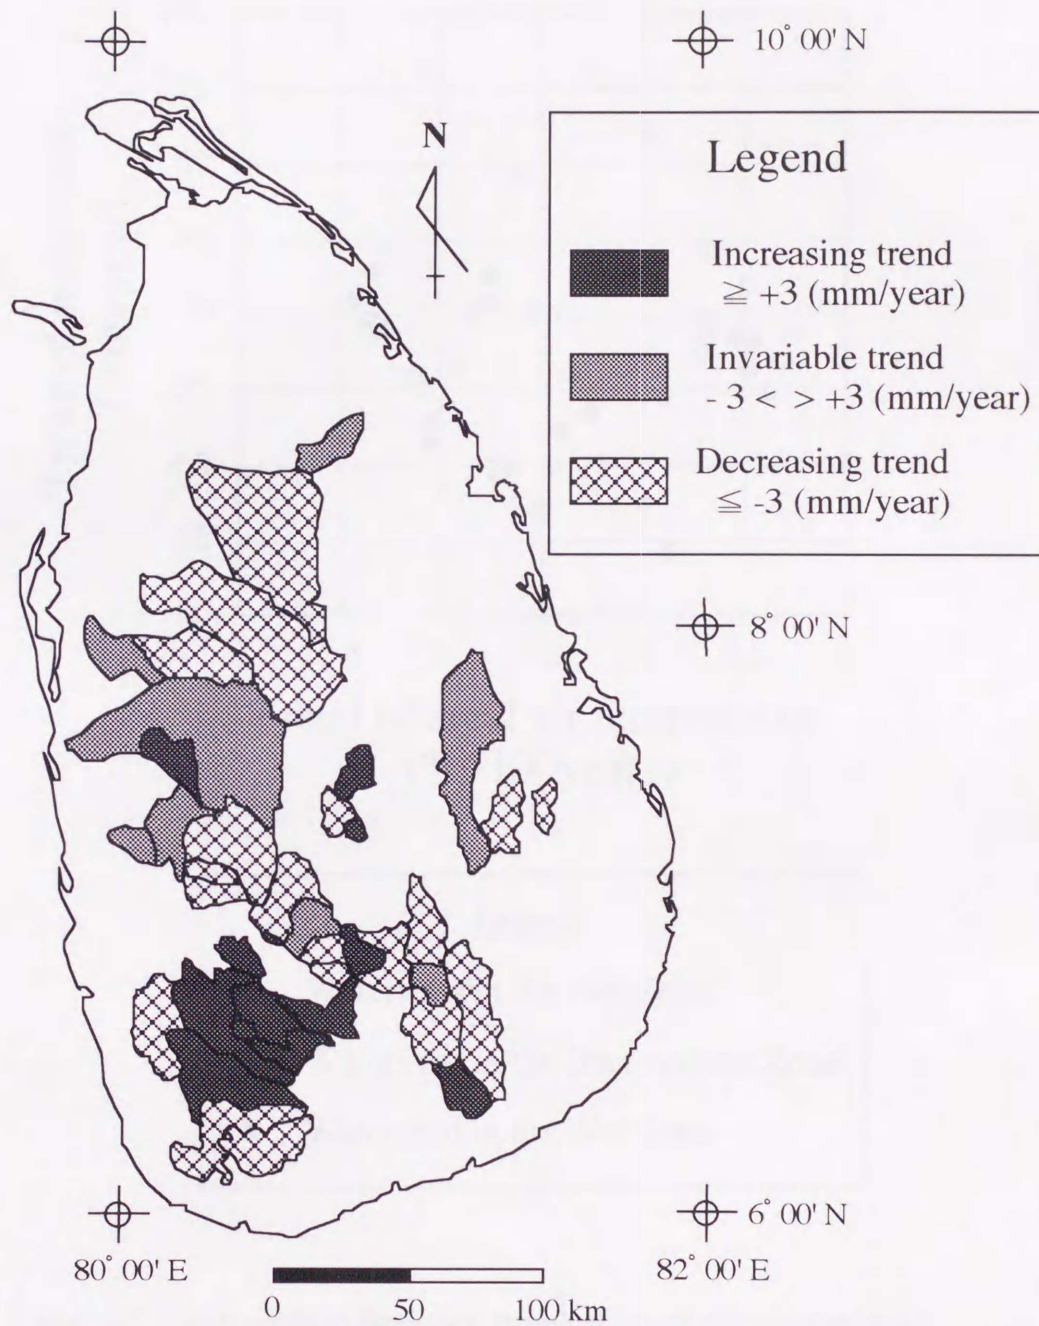 10° 00' N
N
Legend
Increasing trend
≧ +3 (mm/year)
Invariable trend
- 3 < > +3 (mm/year)
Decreasing trend
≦ -3 (mm/year)
8° 00' N
6° 00' N
80° 00' E
82° 00' E
0 50 100 km